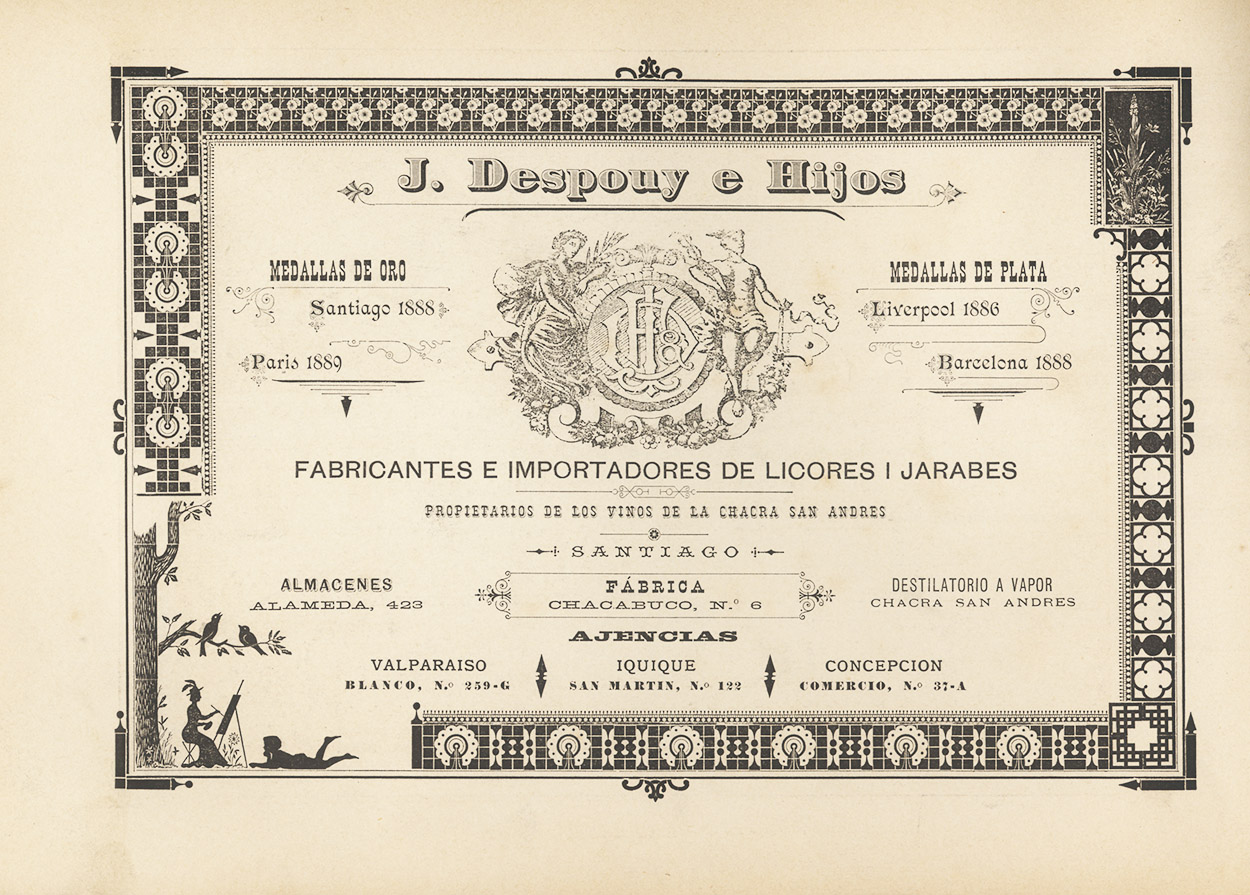 J. Despouy e Hijos
MEDALLAS DE ORO
Santiago 1888
Paris 1889
MEDALLAS DE PLATA
Liverpool 1886
Barcelona 1888
FABRICANTES E IMPORTADORES DE LICORES I JARABES
PROPIETARIOS DE LOS VINOS DE LA CHACRA SAN ANDRES
SANTIAGO
ALMACENES
ALAMEDA, 423
FÁBRICA
CHACABUCO, N.º 6
DESTILATORIO A VAPOR
CHACRA SAN ANDRES
AJENCIAS
VALPARAISO
BLANCO, N.º 259-G
IQUIQUE
SAN MARTIN, N.º 122
CONCEPCION
COMERCIO, N.º 37-A